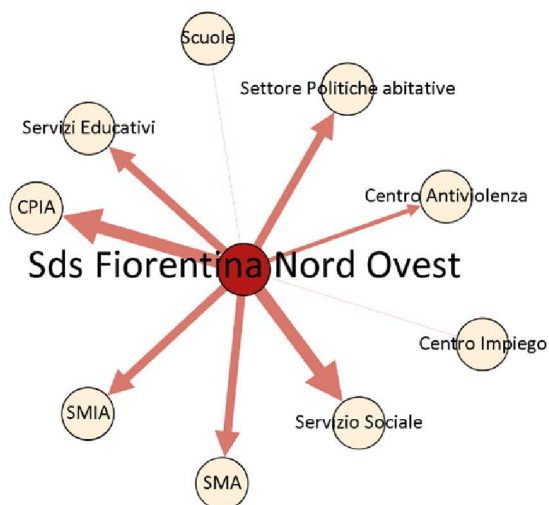 Scuole
Settore Politiche abitative
Servizi Educativi
Centro Antiviolenza
CPIA
Sds Fiorentina Nord Ovest
Centro Impiego
SMIA
Servizio Sociale
SMA